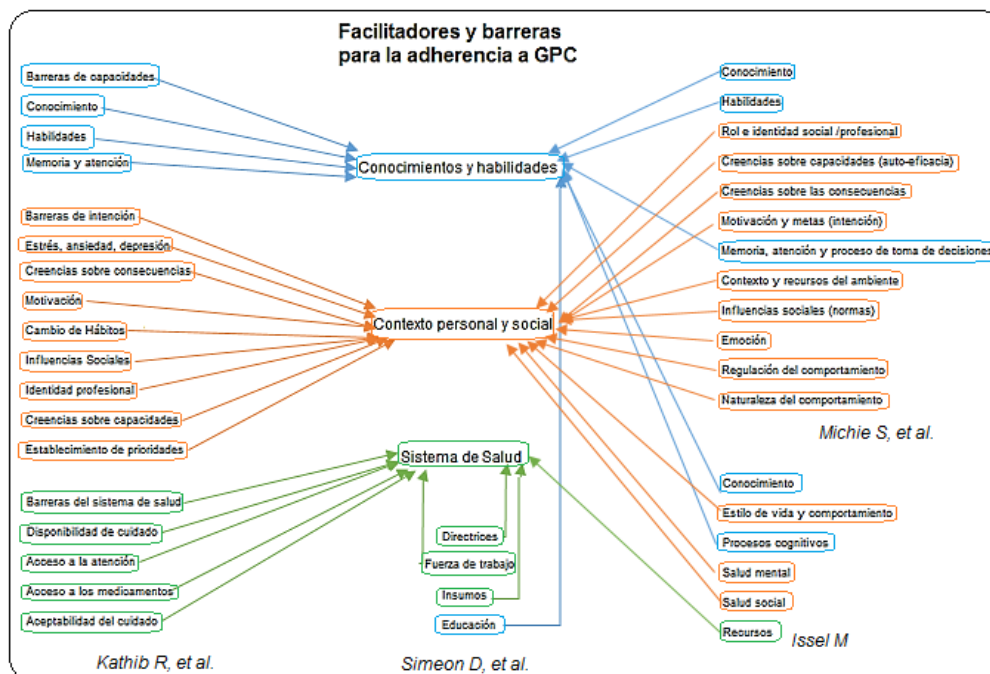 Facilitadores y barreras
para la adherencia a GPC
Barreras de capacidades
Conocimiento
Habilidades
Memoria y atención
Conocimientos y habilidades
Barreras de intención
Estrés, ansiedad, depresión
Creencias sobre consecuencias
Motivación
Cambio de Hábitos
Influencias Sociales
Identidad profesional
Creencias sobre capacidades
Establecimiento de prioridades
Contexto personal y social
Sistema de Salud
Barreras del sistema de salud
Disponibilidad de cuidado
Acceso a la atención
Acceso a los medicamentos
Aceptabilidad del cuidado
Kathib R, et al.
Directrices
Fuerza de trabajo
Insumos
Educación
Simeon D, et al.
Conocimiento
Habilidades
Rol e identidad social /profesional
Creencias sobre capacidades (auto-eficacia)
Creencias sobre las consecuencias
Motivación y metas (intención)
Memoria, atención y proceso de toma de decisiones
Contexto y recursos del ambiente
Influencias sociales (normas)
Emoción
Regulación del comportamiento
Naturaleza del comportamiento
Michie S, et al.
Conocimiento
Estilo de vida y comportamiento
Procesos cognitivos
Salud mental
Salud social
Recursos
Issel M